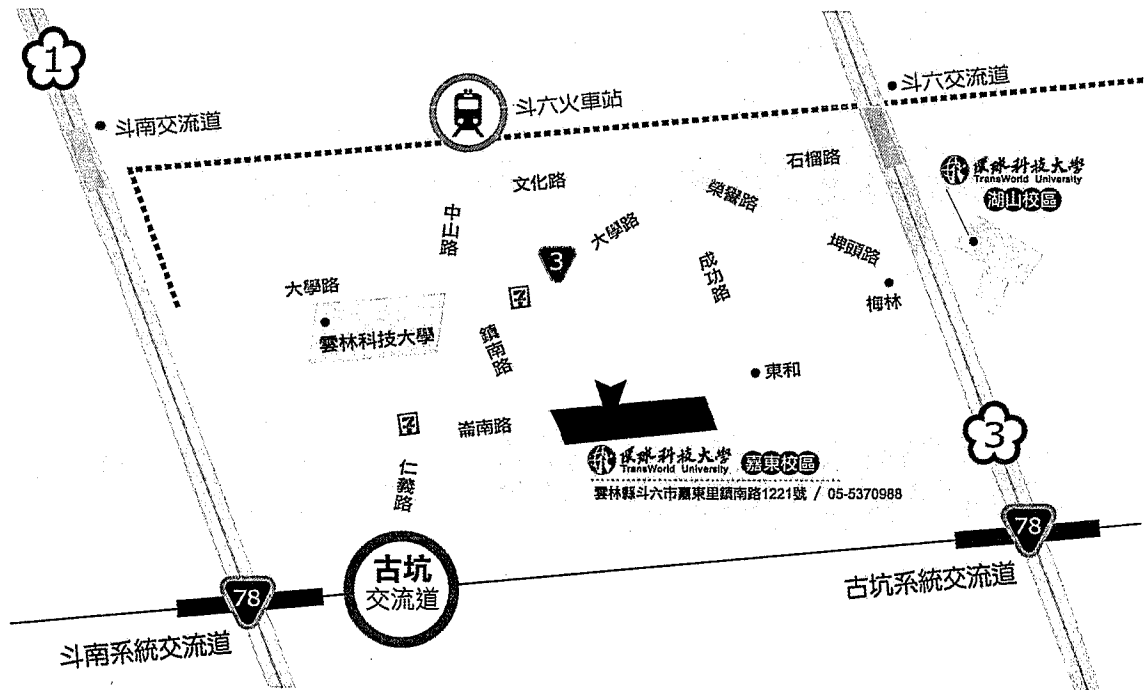 1
斗南交流道
斗六火車站
斗六交流道
石榴路
環球科技大學
TransWorld University
湖山校區
文化路
榮譽路
中山路
大學路
3
埤頭路
成功路
大學路
7
梅林
雲林科技大學
鎮南路
東和
7
崙南路
3
環球科技大學
TransWorld University
嘉東校區
仁義路
雲林縣斗六市嘉東里鎮南路1221號 / 05-5370988
78
古坑
交流道
古坑系統交流道
78
斗南系統交流道